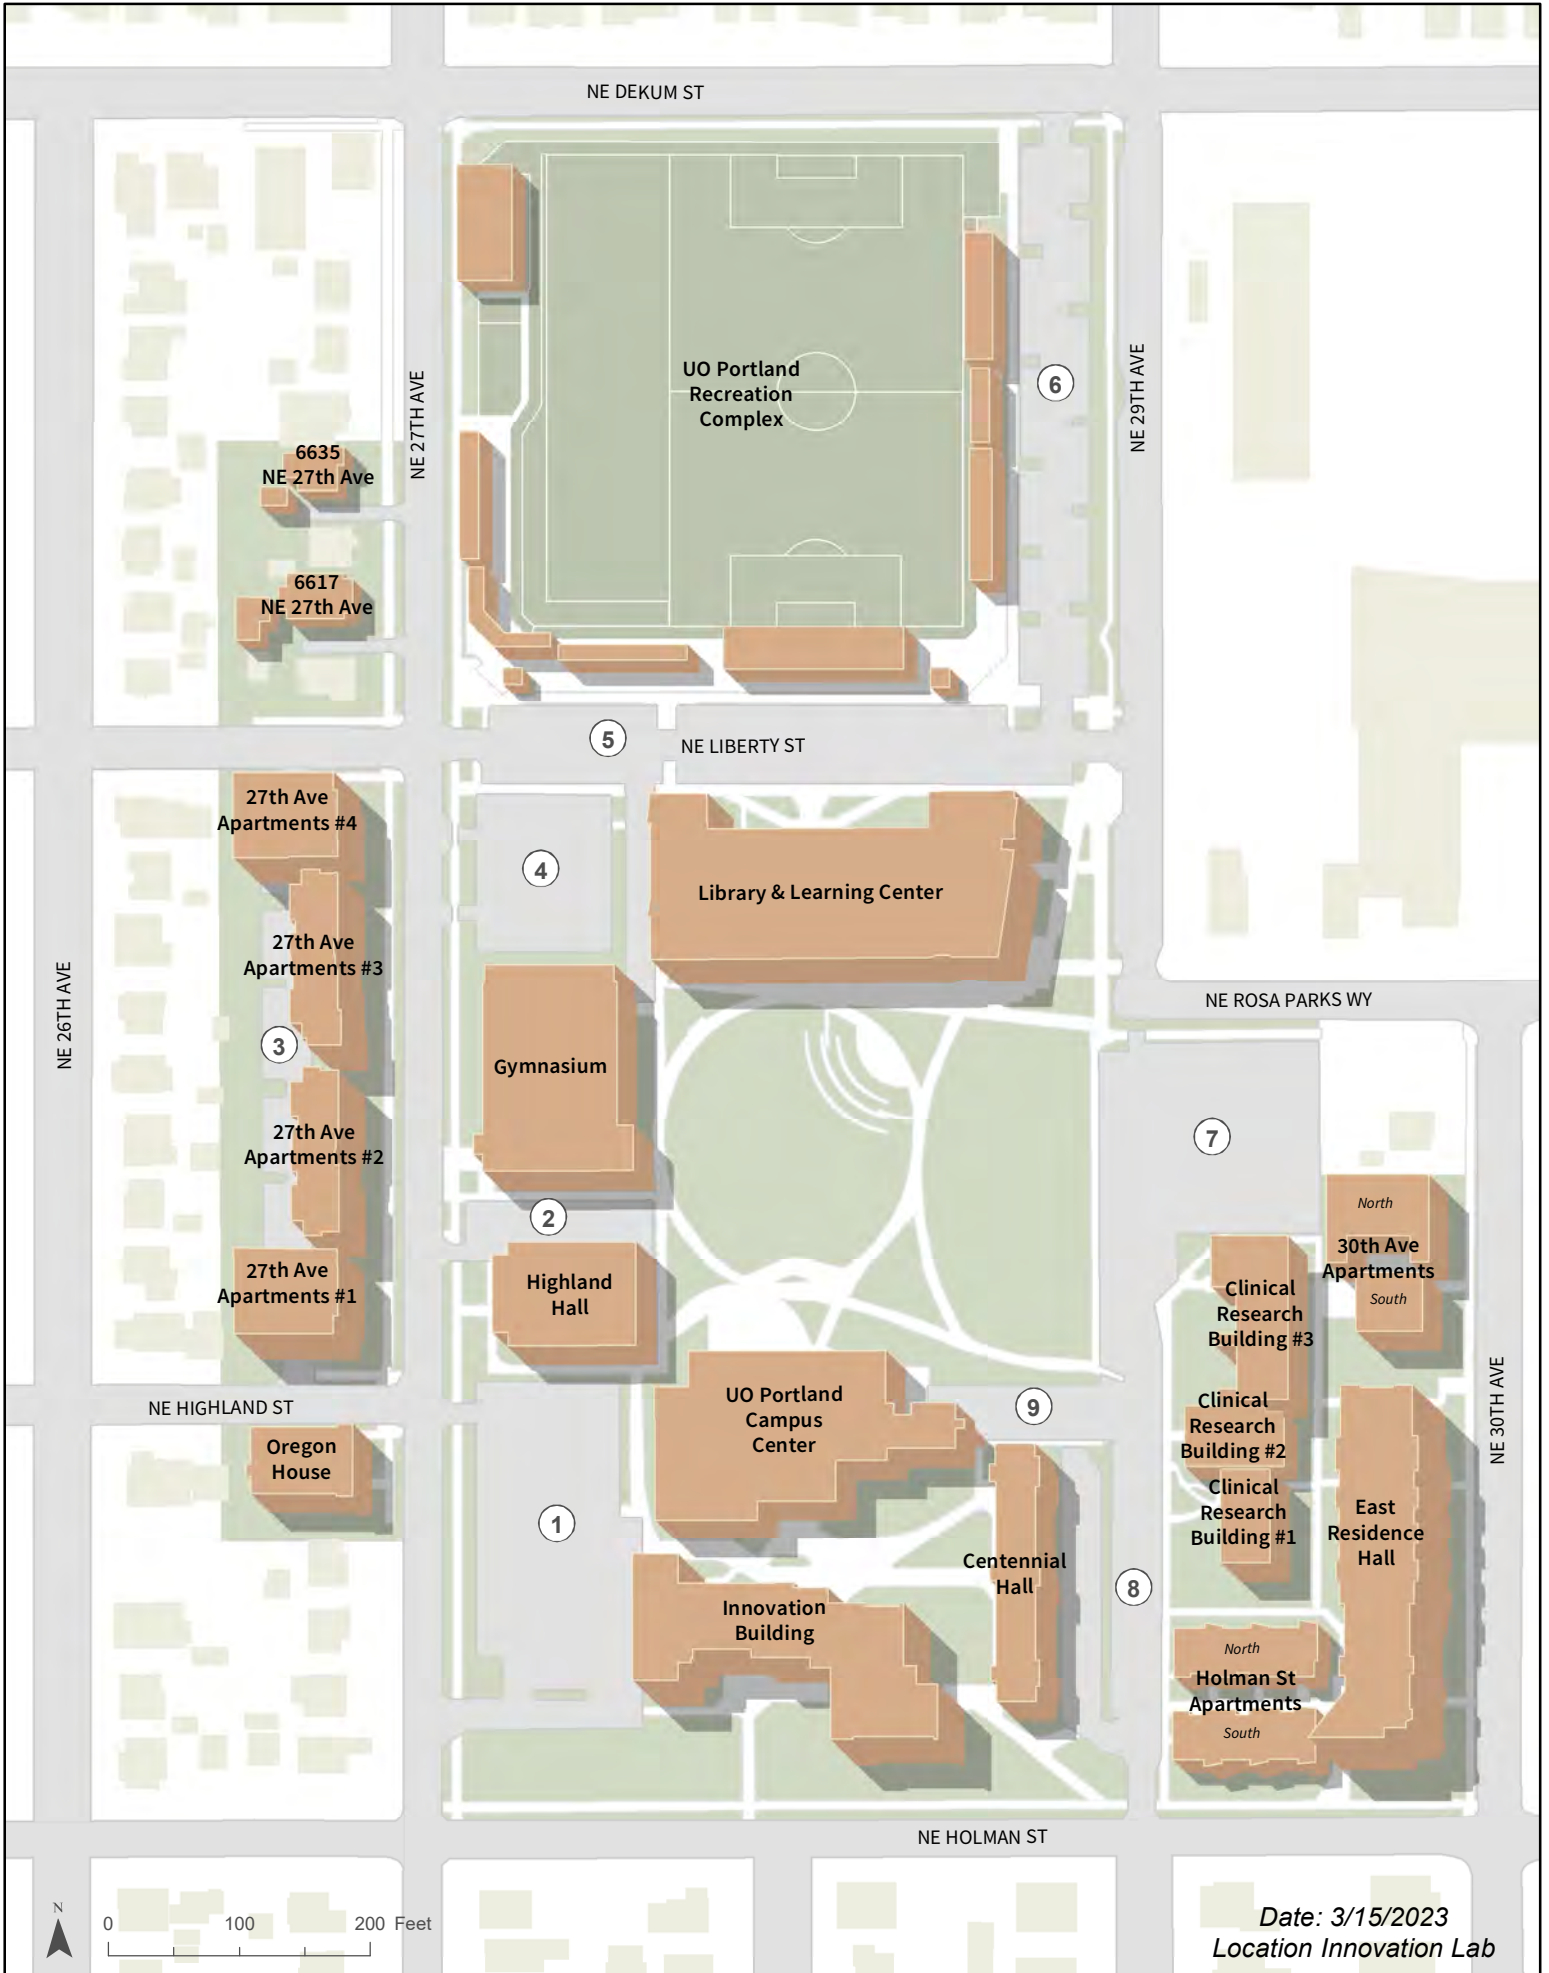 NE DEKUM ST
UO Portland
Recreation
Complex
6
NE 27TH AVE
NE 29TH AVE
6635
NE 27th Ave
6617
NE 27th Ave
5
NE LIBERTY ST
27th Ave
Apartments #4
4
Library & Learning Center
27th Ave
Apartments #3
NE 26TH AVE
3
NE ROSA PARKS WY
Gymnasium
27th Ave
Apartments #2
7
2
North
30th Ave
Apartments
South
27th Ave
Apartments #1
Highland
Hall
Clinical
Research
Building #3
NE HIGHLAND ST
UO Portland
Campus
Center
9
Clinical
Research
Building #2
NE 30TH AVE
Oregon
House
1
Clinical
Research
Building #1
East
Residence
Hall
Centennial
Hall
8
Innovation
Building
North
Holman St
Apartments
South
NE HOLMAN ST
N
0 100 200 Feet
Date: 3/15/2023
Location Innovation Lab